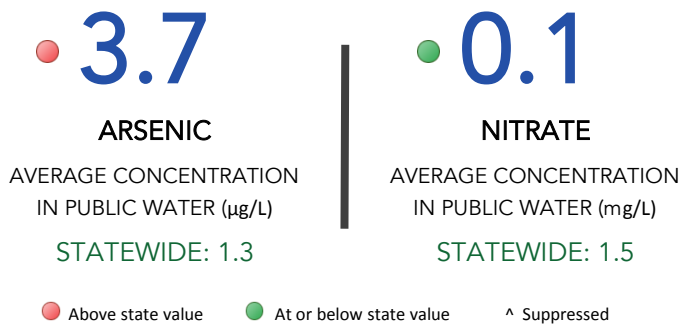 3.7
ARSENIC
AVERAGE CONCENTRATION
IN PUBLIC WATER (µg/L)
STATEWIDE: 1.3
0.1
NITRATE
AVERAGE CONCENTRATION
IN PUBLIC WATER (mg/L)
STATEWIDE: 1.5
Above state value At or below state value ^ Suppressed